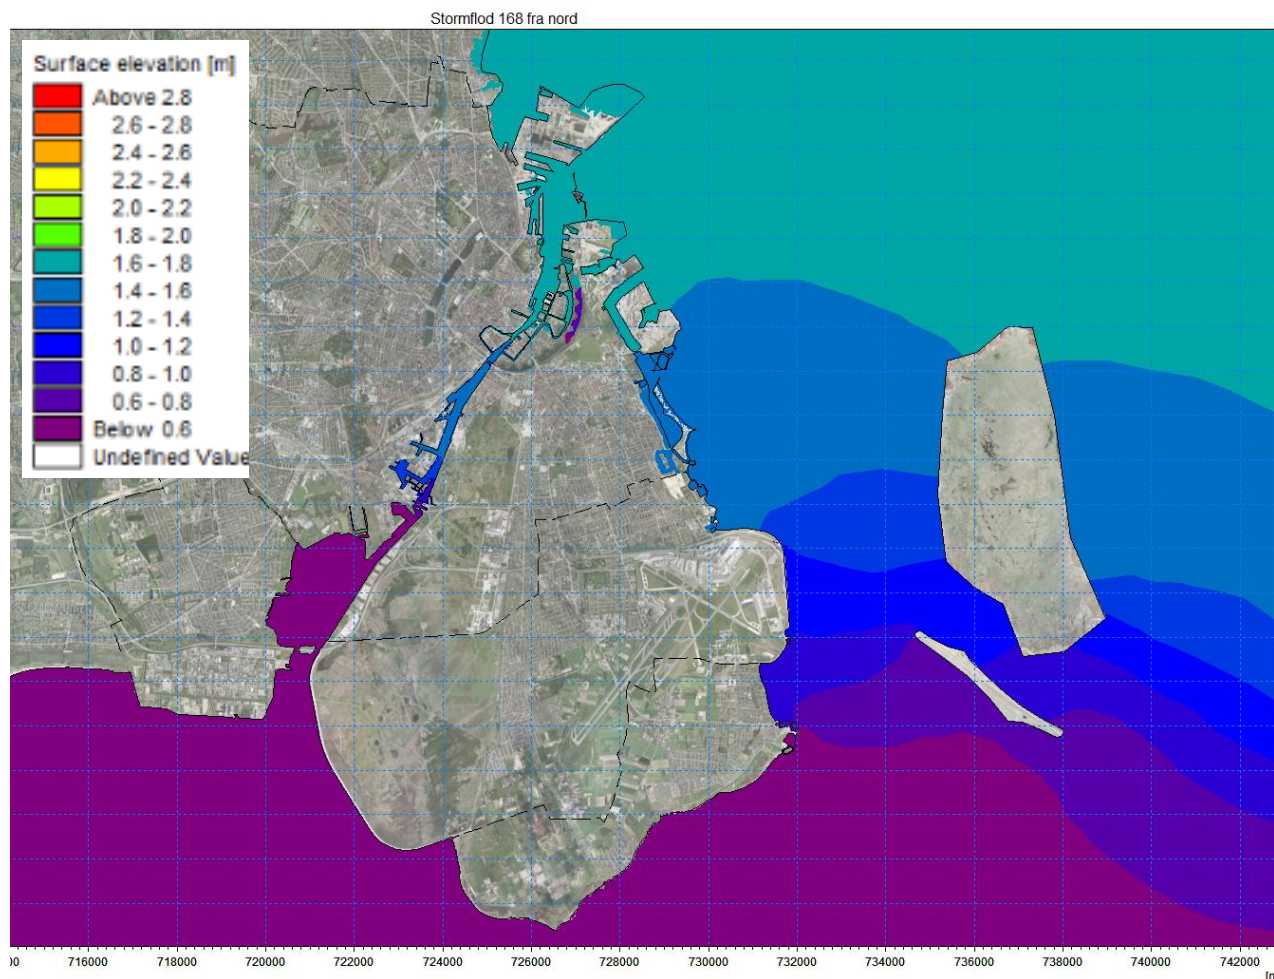 Stormflod 168 fra nord
Surface elevation [m]
Above 2.8
2.6 - 2.8
2.4 - 2.6
2.2 - 2.4
2.0 - 2.2
1.8 - 2.0
1.6 - 1.8
1.4 - 1.6
1.2 - 1.4
1.0 - 1.2
0.8 - 1.0
0.6 - 0.8
Below 0.6
Undefined Value
00 716000 718000 720000 722000 724000 726000 728000 730000 732000 734000 736000 738000 740000 742000